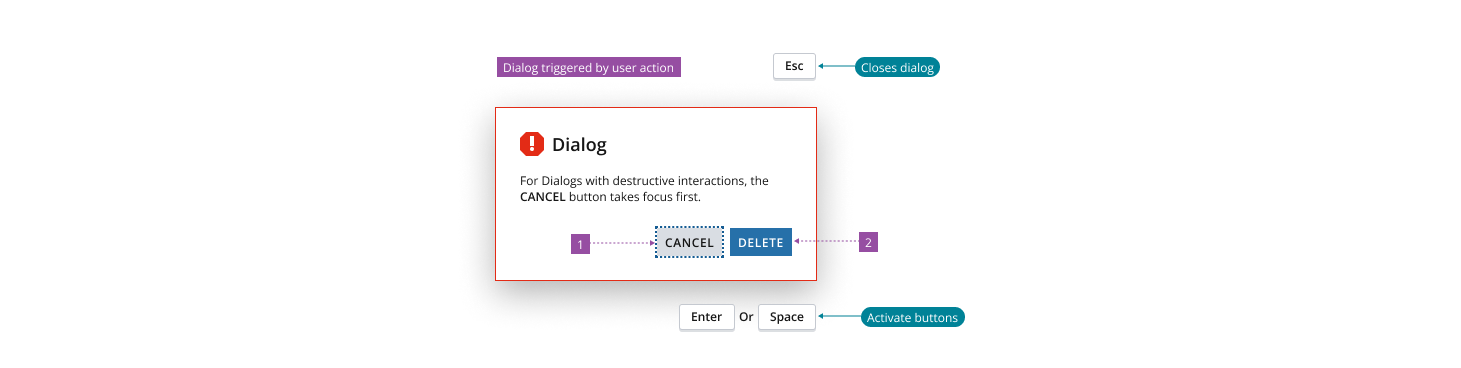 Dialog triggered by user action
Esc
Closes dialog
Dialog
For Dialogs with destructive interactions, the
CANCEL button takes focus first.
1
CANCEL
DELETE
2
Enter
Or
Space
Activate buttons